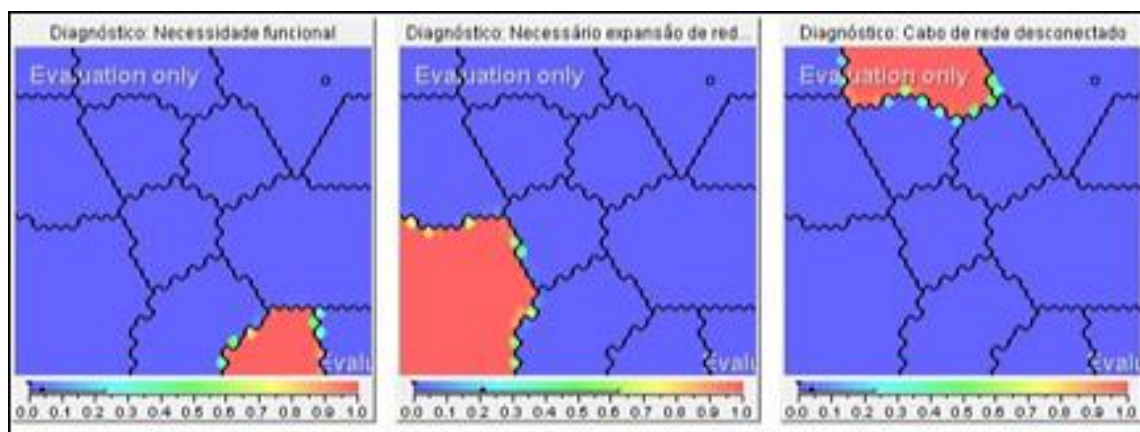 Diagnóstico: Necessidade funcional
Evaluation only
Evalu
0.0 0.1 0.2 0.3 0.4 0.5 0.6 0.7 0.8 0.9 1.0
Diagnóstico: Necessário expansão de red...
Evaluation only
Evalu
0.0 0.1 0.2 0.3 0.4 0.5 0.6 0.7 0.8 0.9 1.0
Diagnóstico: Cabo de rede desconectado
Evaluation only
Evalu
0.0 0.1 0.2 0.3 0.4 0.5 0.6 0.7 0.8 0.9 1.0